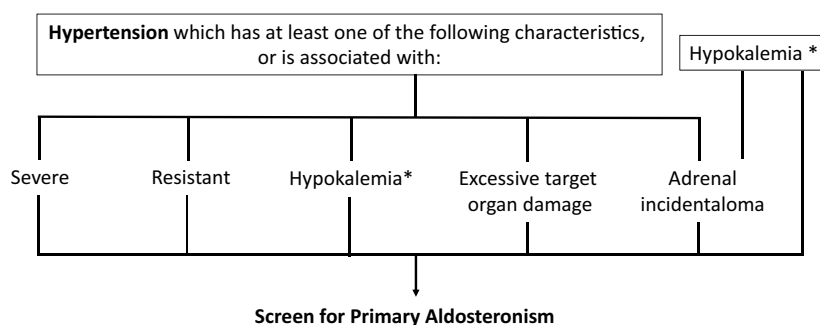 Hypertension which has at least one of the following characteristics,
or is associated with:
Hypokalemia *
Severe
Resistant
Hypokalemia*
Excessive target
organ damage
Adrenal
incidentaloma
Screen for Primary Aldosteronism